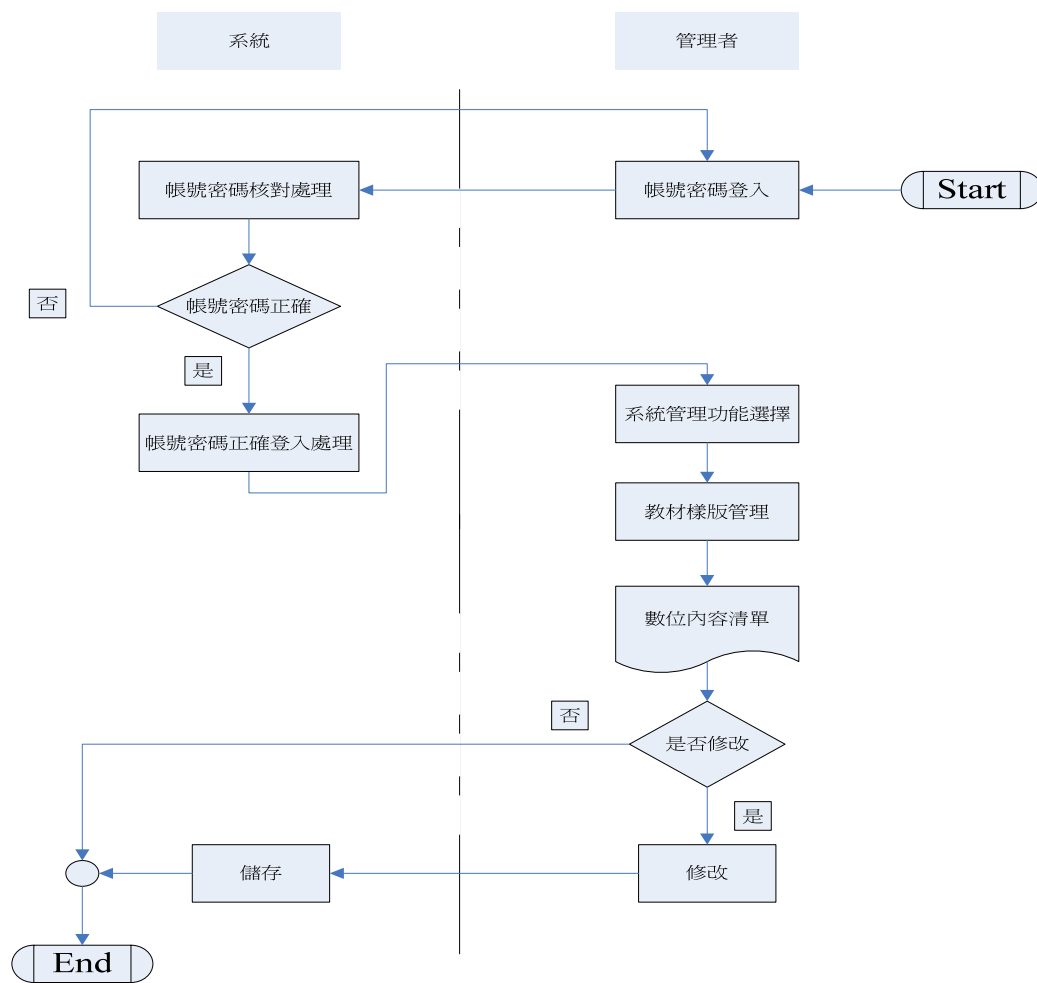 系統
管理者
帳號密碼核對處理
帳號密碼登入
Start
否
帳號密碼正確
是
帳號密碼正確登入處理
系統管理功能選擇
教材樣版管理
數位內容清單
否
是否修改
是
儲存
修改
End